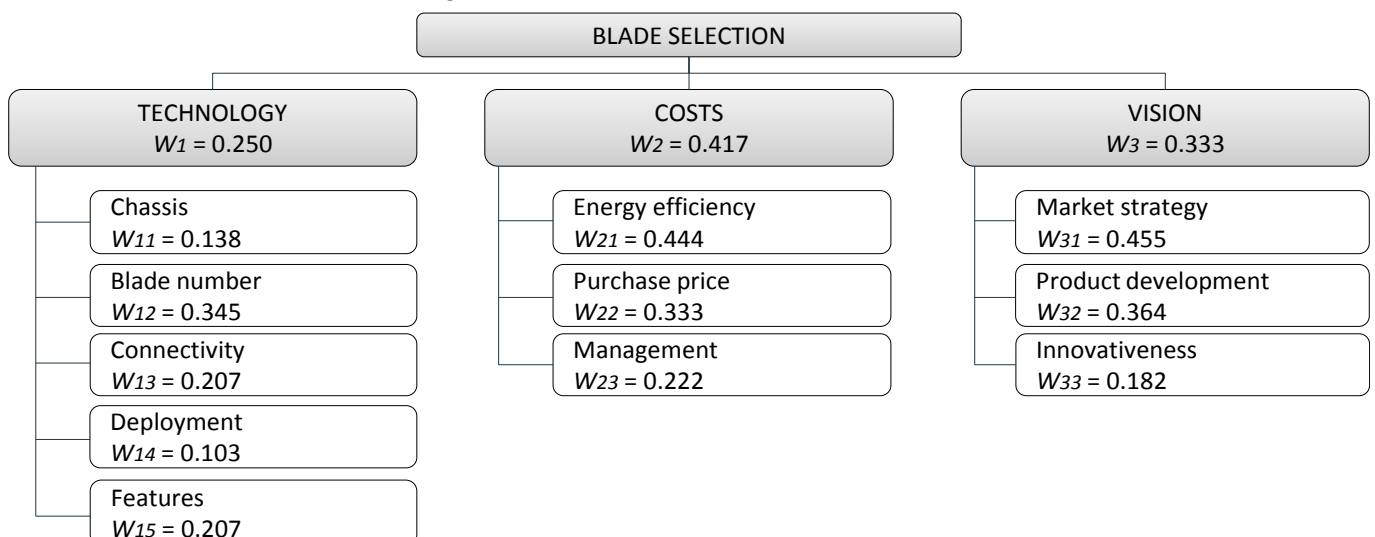 BLADE SELECTION
TECHNOLOGY
W1 = 0.250
Chassis
W11 = 0.138
Blade number
W12 = 0.345
Connectivity
W13 = 0.207
Deployment
W14 = 0.103
Features
W15 = 0.207
COSTS
W2 = 0.417
Energy efficiency
W21 = 0.444
Purchase price
W22 = 0.333
Management
W23 = 0.222
VISION
W3 = 0.333
Market strategy
W31 = 0.455
Product development
W32 = 0.364
Innovativeness
W33 = 0.182